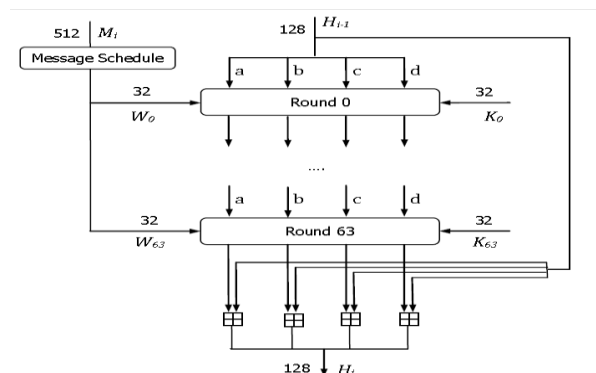 512 Mi
128 Hi-1
Message Schedule
a b c d
32 Round 0 32
W0 K0
....
a b c d
32 Round 63 32
W63 K63
128 Hi